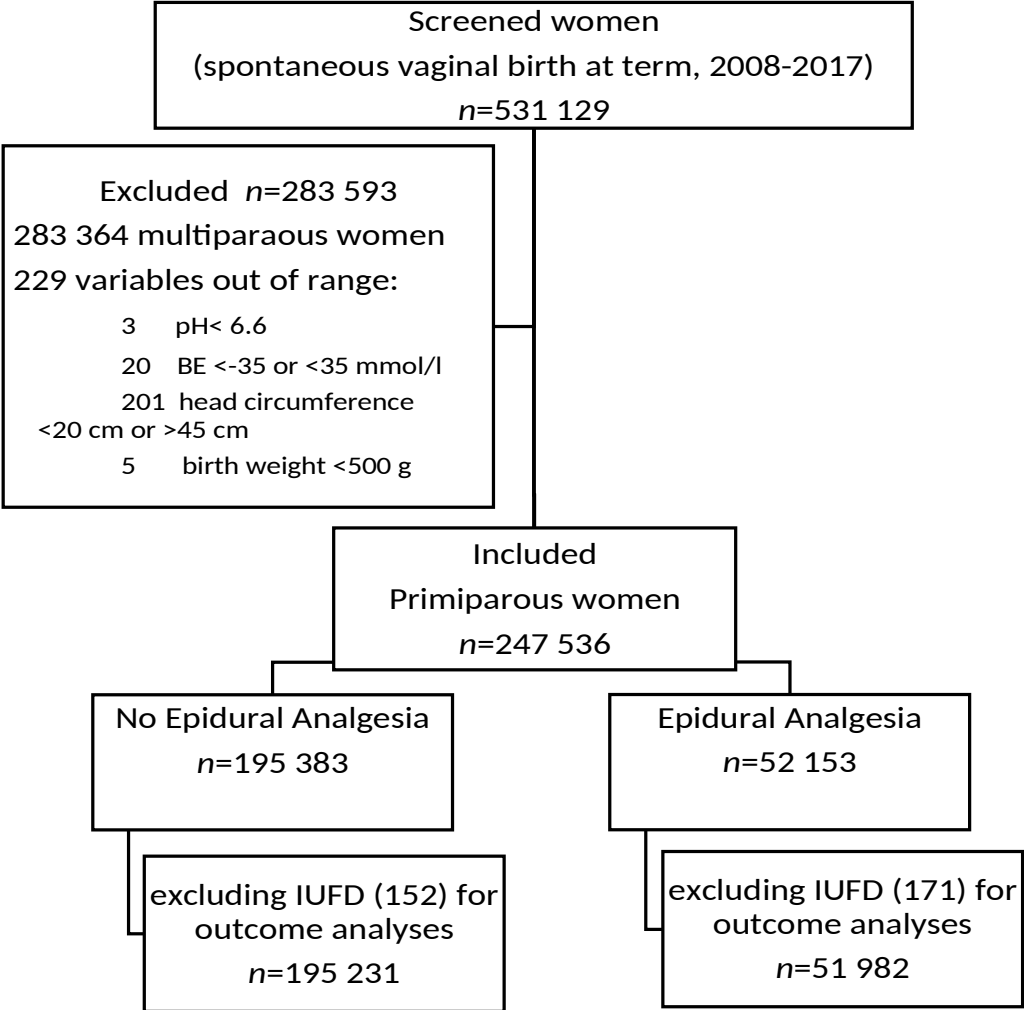 Screened women
(spontaneous vaginal birth at term, 2008-2017)
n=531 129
Excluded n=283 593
283 364 multiparaous women
229 variables out of range:
3 pH< 6.6
20 BE <-35 or <35 mmol/l
201 head circumference
<20 cm or >45 cm
5 birth weight <500 g
Included
Primiparous women
n=247 536
No Epidural Analgesia
n=195 383
Epidural Analgesia
n=52 153
excluding IUFD (152) for
outcome analyses
n=195 231
excluding IUFD (171) for
outcome analyses
n=51 982